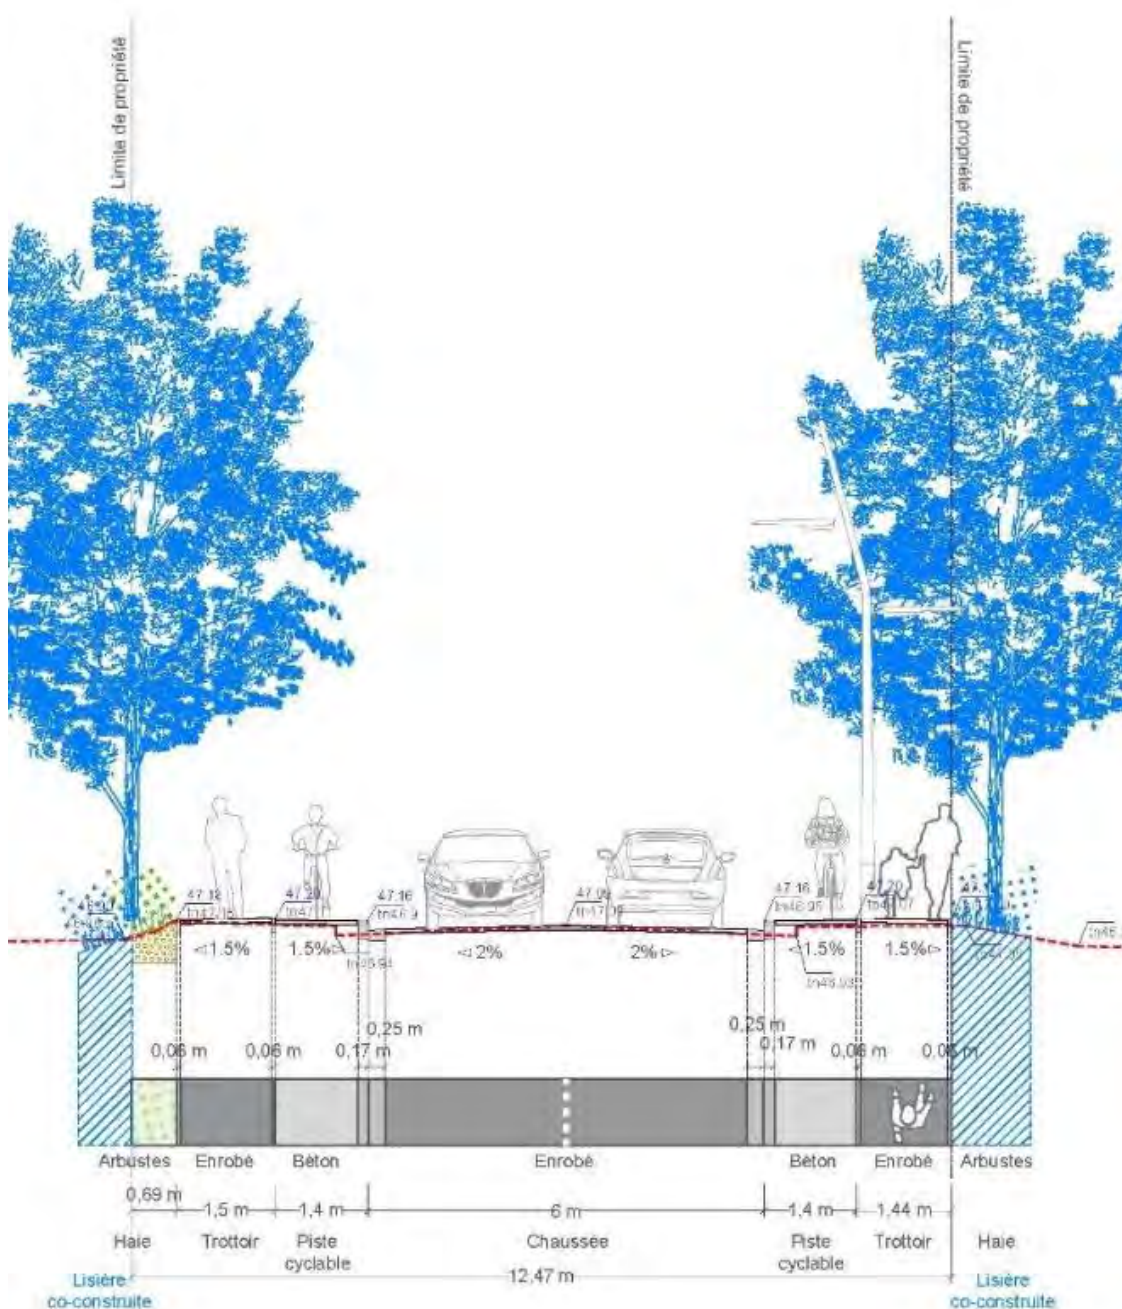 Limite de propriété
Limite de propriété
47.16
47.20
47.16
47.16
47.20
◁1.5%
1.5%▷
◁2%
2%▷
◁1.5%
1.5%▷
0,25 m
0,25 m
0,06 m
0,06 m
0,17 m
0,17 m
0,06 m
Arbustes
Enrobé
Béton
Enrobé
Béton
Enrobé
Arbustes
0,69 m
1,5 m
1,4 m
6 m
1,4 m
1,44 m
Haie
Trottoir
Piste
cyclable
Chaussée
Piste
cyclable
Trottoir
Haie
12.47 m
Lisière
co-construite
Lisière
co-construite